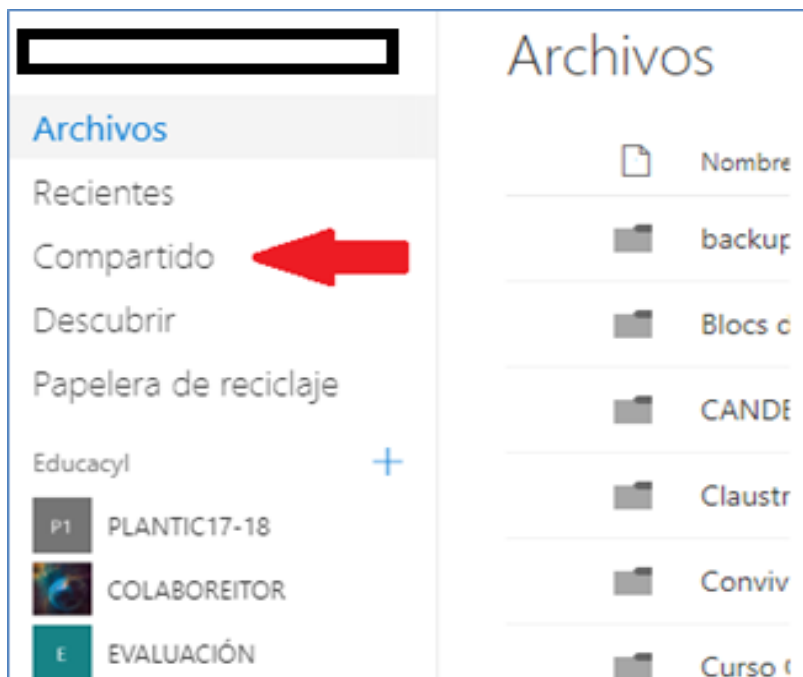 Archivos
Recientes
Compartido
Descubrir
Papelera de reciclaje
Educacyl
P1 PLANTIC17-18
COLABOREITOR
E EVALUACIÓN
Archivos
Nombre
backup
Blocs d
CANDE
Claustr
Conviv
Curso